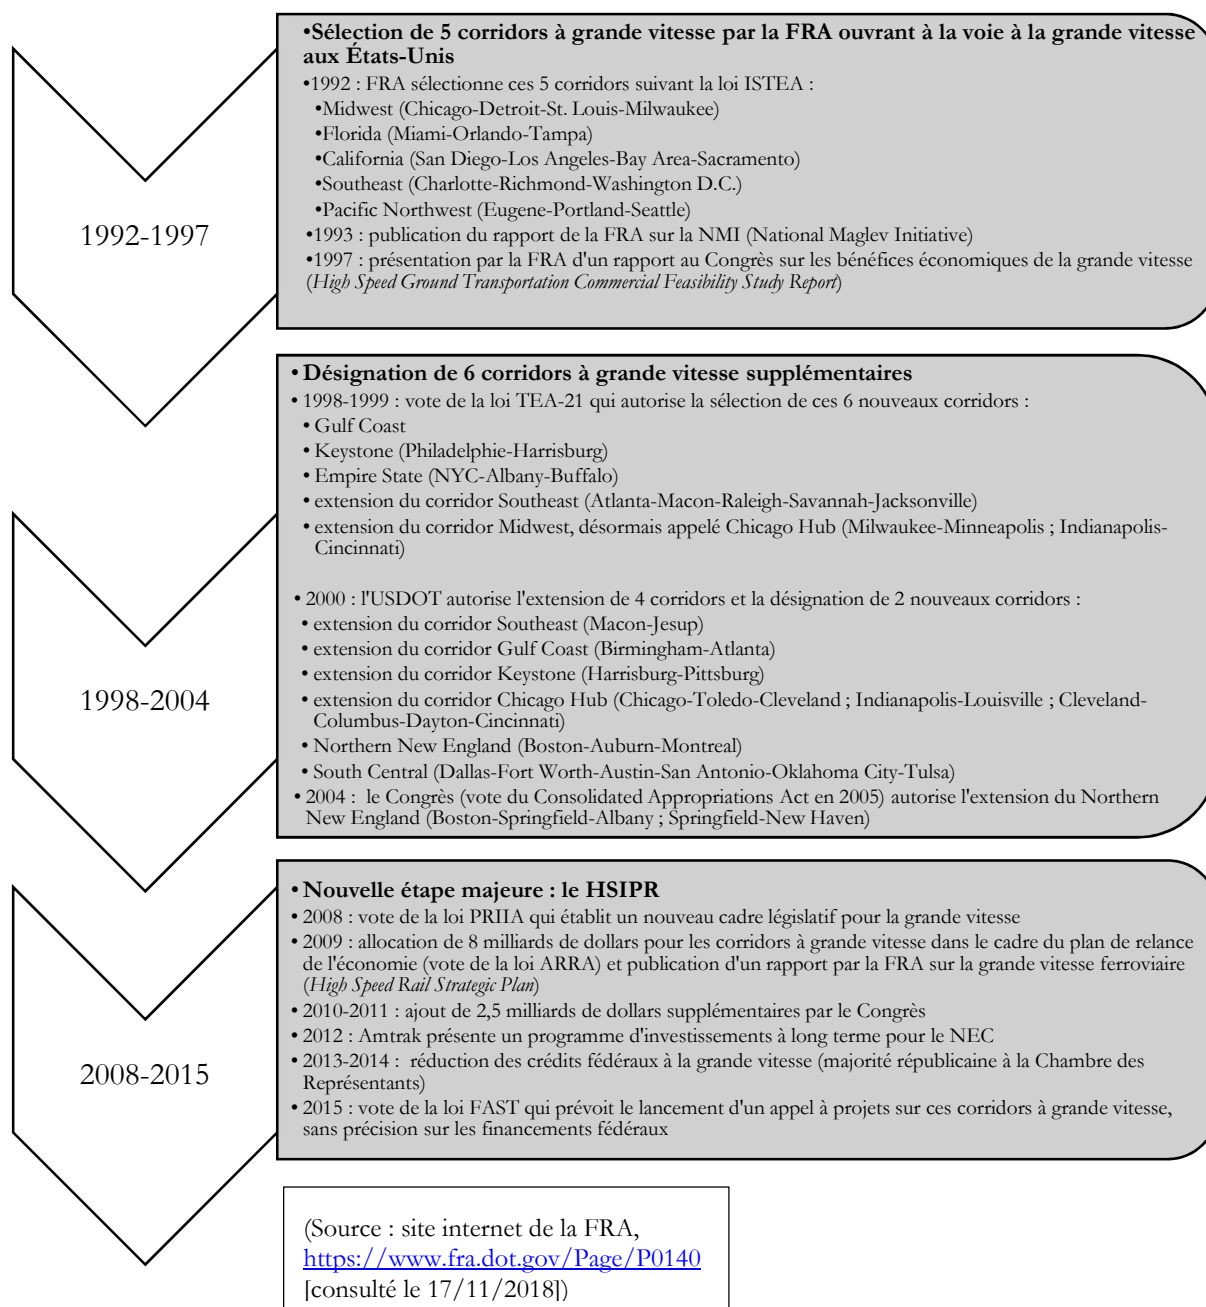 •Sélection de 5 corridors à grande vitesse par la FRA ouvrant à la voie à la grande vitesse
aux États-Unis
•1992 : FRA sélectionne ces 5 corridors suivant la loi ISTEA :
•Midwest (Chicago-Detroit-St. Louis-Milwaukee)
•Florida (Miami-Orlando-Tampa)
•California (San Diego-Los Angeles-Bay Area-Sacramento)
•Southeast (Charlotte-Richmond-Washington D.C.)
•Pacific Northwest (Eugene-Portland-Seattle)
•1993 : publication du rapport de la FRA sur la NMI (National Maglev Initiative)
•1997 : présentation par la FRA d'un rapport au Congrès sur les bénéfices économiques de la grande vitesse
(High Speed Ground Transportation Commercial Feasibility Study Report)
1992-1997
• Désignation de 6 corridors à grande vitesse supplémentaires
• 1998-1999 : vote de la loi TEA-21 qui autorise la sélection de ces 6 nouveaux corridors :
• Gulf Coast
• Keystone (Philadelphie-Harrisburg)
• Empire State (NYC-Albany-Buffalo)
• extension du corridor Southeast (Atlanta-Macon-Raleigh-Savannah-Jacksonville)
• extension du corridor Midwest, désormais appelé Chicago Hub (Milwaukee-Minneapolis ; Indianapolis-
Cincinnati)
• 2000 : l'USDOT autorise l'extension de 4 corridors et la désignation de 2 nouveaux corridors :
• extension du corridor Southeast (Macon-Jesup)
• extension du corridor Gulf Coast (Birmingham-Atlanta)
• extension du corridor Keystone (Harrisburg-Pittsburg)
• extension du corridor Chicago Hub (Chicago-Toledo-Cleveland ; Indianapolis-Louisville ; Cleveland-
Columbus-Dayton-Cincinnati)
• Northern New England (Boston-Auburn-Montreal)
• South Central (Dallas-Fort Worth-Austin-San Antonio-Oklahoma City-Tulsa)
• 2004 : le Congrès (vote du Consolidated Appropriations Act en 2005) autorise l'extension du Northern
New England (Boston-Springfield-Albany ; Springfield-New Haven)
1998-2004
• Nouvelle étape majeure : le HSIPR
• 2008 : vote de la loi PRIIA qui établit un nouveau cadre législatif pour la grande vitesse
• 2009 : allocation de 8 milliards de dollars pour les corridors à grande vitesse dans le cadre du plan de relance
de l'économie (vote de la loi ARRA) et publication d'un rapport par la FRA sur la grande vitesse ferroviaire
(High Speed Rail Strategic Plan)
• 2010-2011 : ajout de 2,5 milliards de dollars supplémentaires par le Congrès
• 2012 : Amtrak présente un programme d'investissements à long terme pour le NEC
• 2013-2014 : réduction des crédits fédéraux à la grande vitesse (majorité républicaine à la Chambre des
Représentants)
• 2015 : vote de la loi FAST qui prévoit le lancement d'un appel à projets sur ces corridors à grande vitesse,
sans précision sur les financements fédéraux
2008-2015
(Source : site internet de la FRA,
https://www.fra.dot.gov/Page/P0140
[consulté le 17/11/2018])